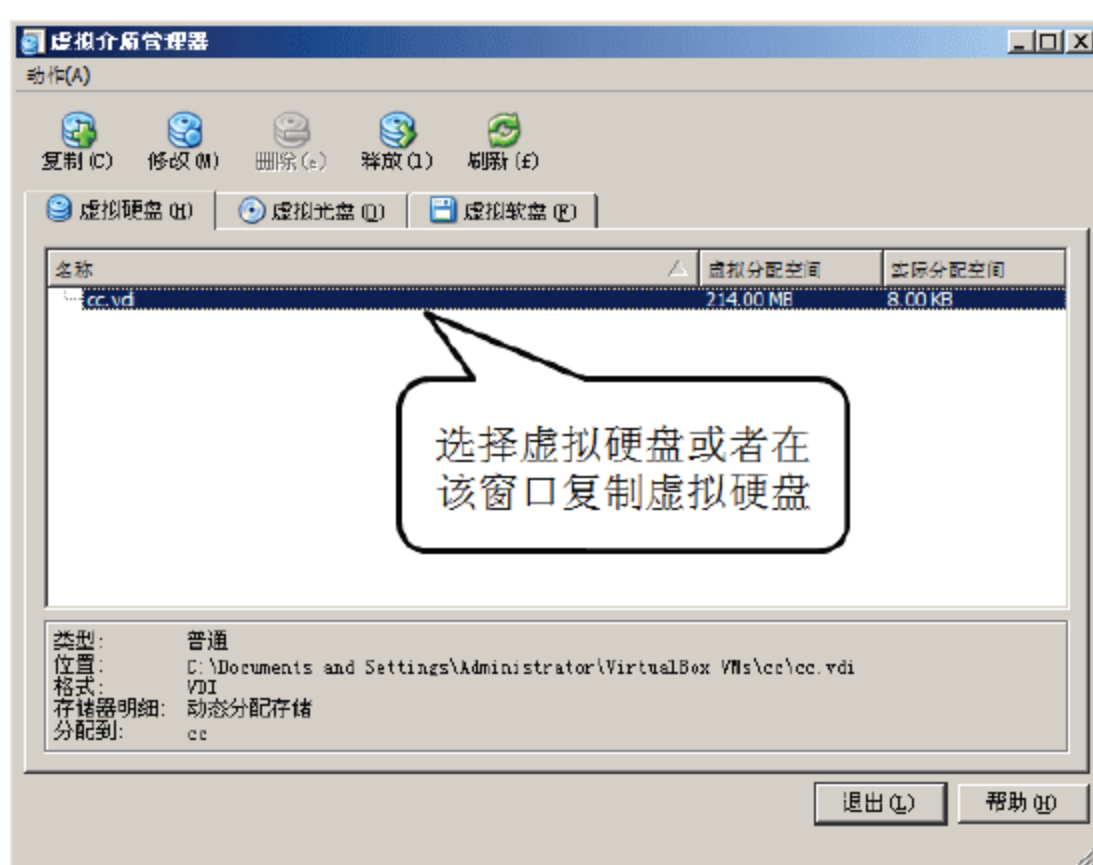 虚拟介质管理器
动作(A)
复制(C) 修改(M) 删除(e) 释放(l) 刷新(f)
虚拟硬盘(H) 虚拟光盘(D) 虚拟软盘(F)
名称 虚拟分配空间 实际分配空间
cc.vdi 214.00 MB 8.00 KB
选择虚拟硬盘或者在
该窗口复制虚拟硬盘
类型: 普通
位置: C:\Documents and Settings\Administrator\VirtualBox VMs\cc\cc.vdi
格式: VDI
存储器明细: 动态分配存储
分配到: cc
退出(L) 帮助(H)